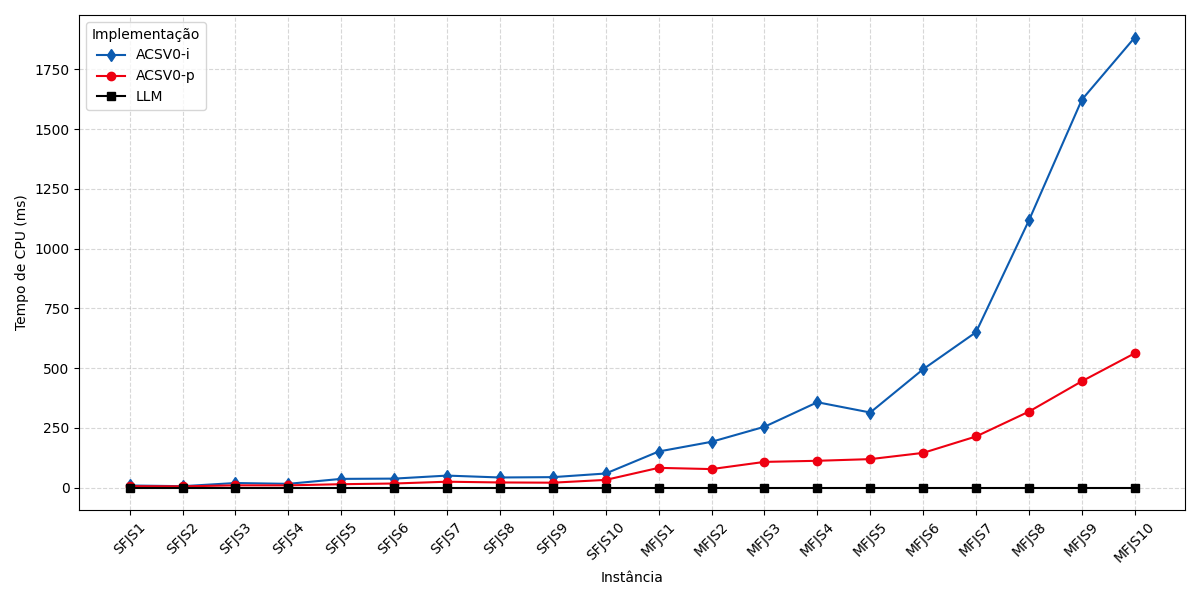 Implementação
ACSV0-i
ACSV0-p
LLM
Tempo de CPU (ms)
1750
1500
1250
1000
750
500
250
0
SFJS1
SFJS2
SFJS3
SFJS4
SFJS5
SFJS6
SFJS7
SFJS8
SFJS9
SFJS10
MFJS1
MFJS2
MFJS3
MFJS4
MFJS5
MFJS6
MFJS7
MFJS8
MFJS9
MFJS10
Instância